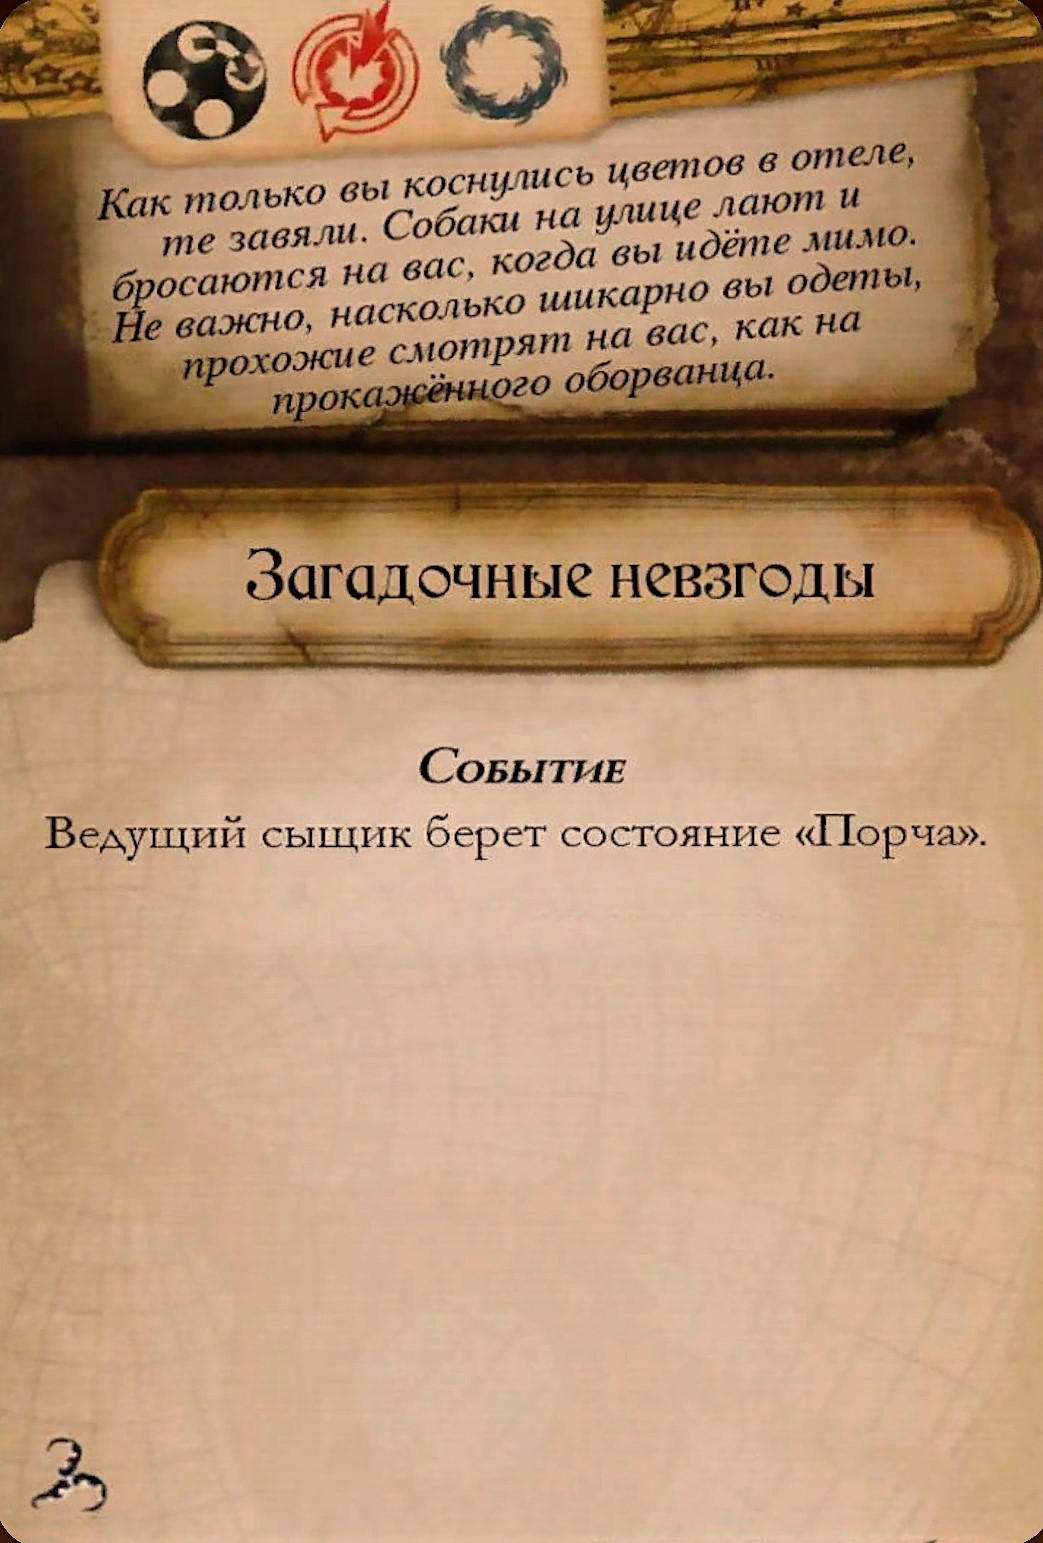 Как только вы коснулись цветов в отеле,
те завяли. Собаки на улице лают и
бросаются на вас, когда вы идёте мимо.
Не важно, насколько шикарно вы одеты,
прохожие смотрят на вас, как на
прокажённого оборванца.
Загадочные невзгоды
Событие
Ведущий сыщик берет состояние «Порча».